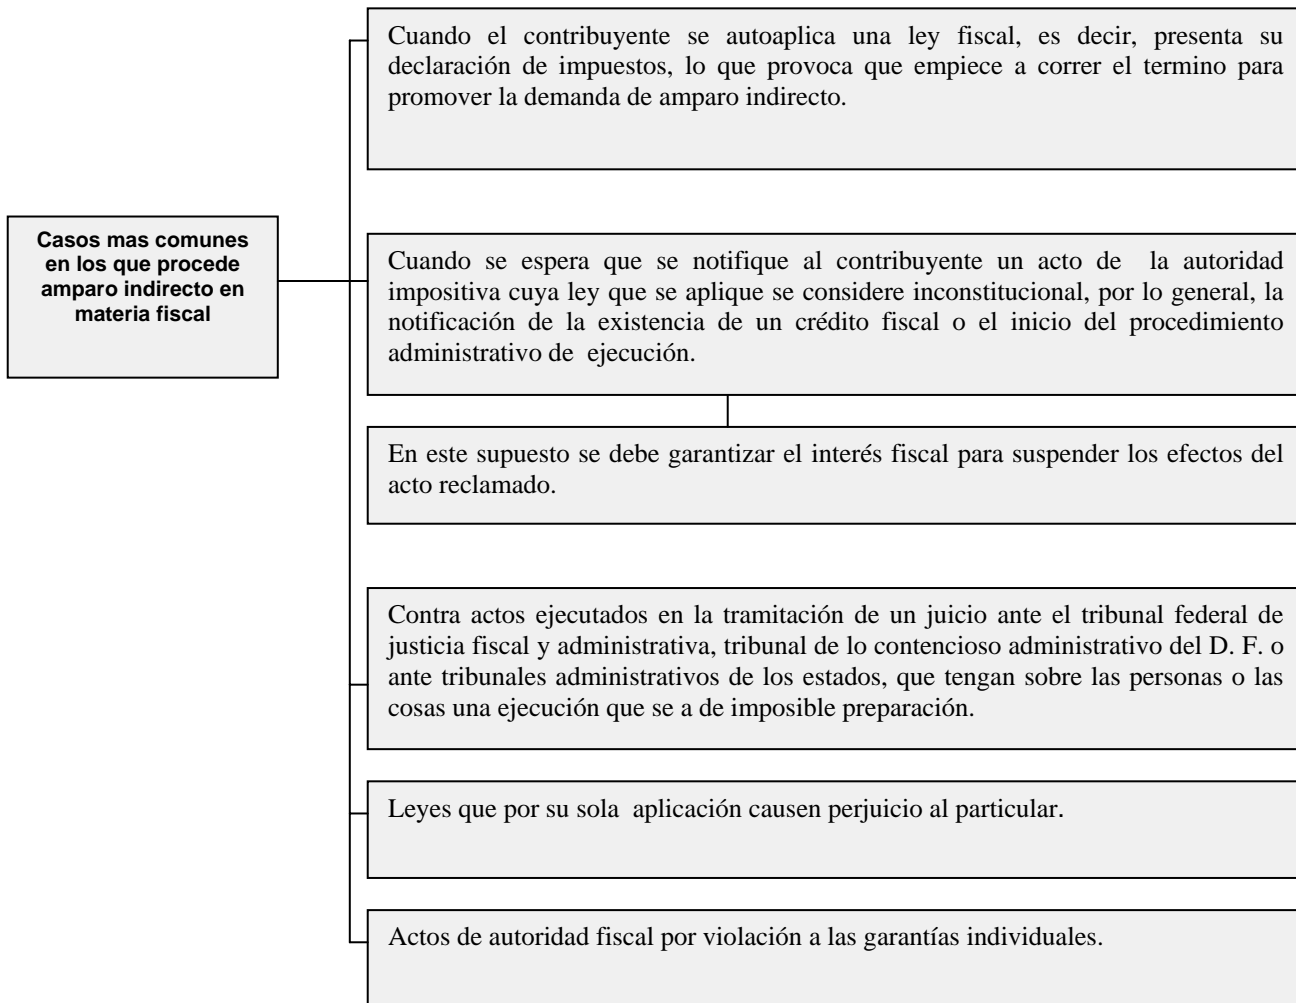 Cuando el contribuyente se autoaplica una ley fiscal, es decir, presenta su
declaración de impuestos, lo que provoca que empiece a correr el termino para
promover la demanda de amparo indirecto.
Casos mas comunes
en los que procede
amparo indirecto en
materia fiscal
Cuando se espera que se notifique al contribuyente un acto de la autoridad
impositiva cuya ley que se aplique se considere inconstitucional, por lo general, la
notificación de la existencia de un crédito fiscal o el inicio del procedimiento
administrativo de ejecución.
En este supuesto se debe garantizar el interés fiscal para suspender los efectos del
acto reclamado.
Contra actos ejecutados en la tramitación de un juicio ante el tribunal federal de
justicia fiscal y administrativa, tribunal de lo contencioso administrativo del D. F. o
ante tribunales administrativos de los estados, que tengan sobre las personas o las
cosas una ejecución que se a de imposible preparación.
Leyes que por su sola aplicación causen perjuicio al particular.
Actos de autoridad fiscal por violación a las garantías individuales.